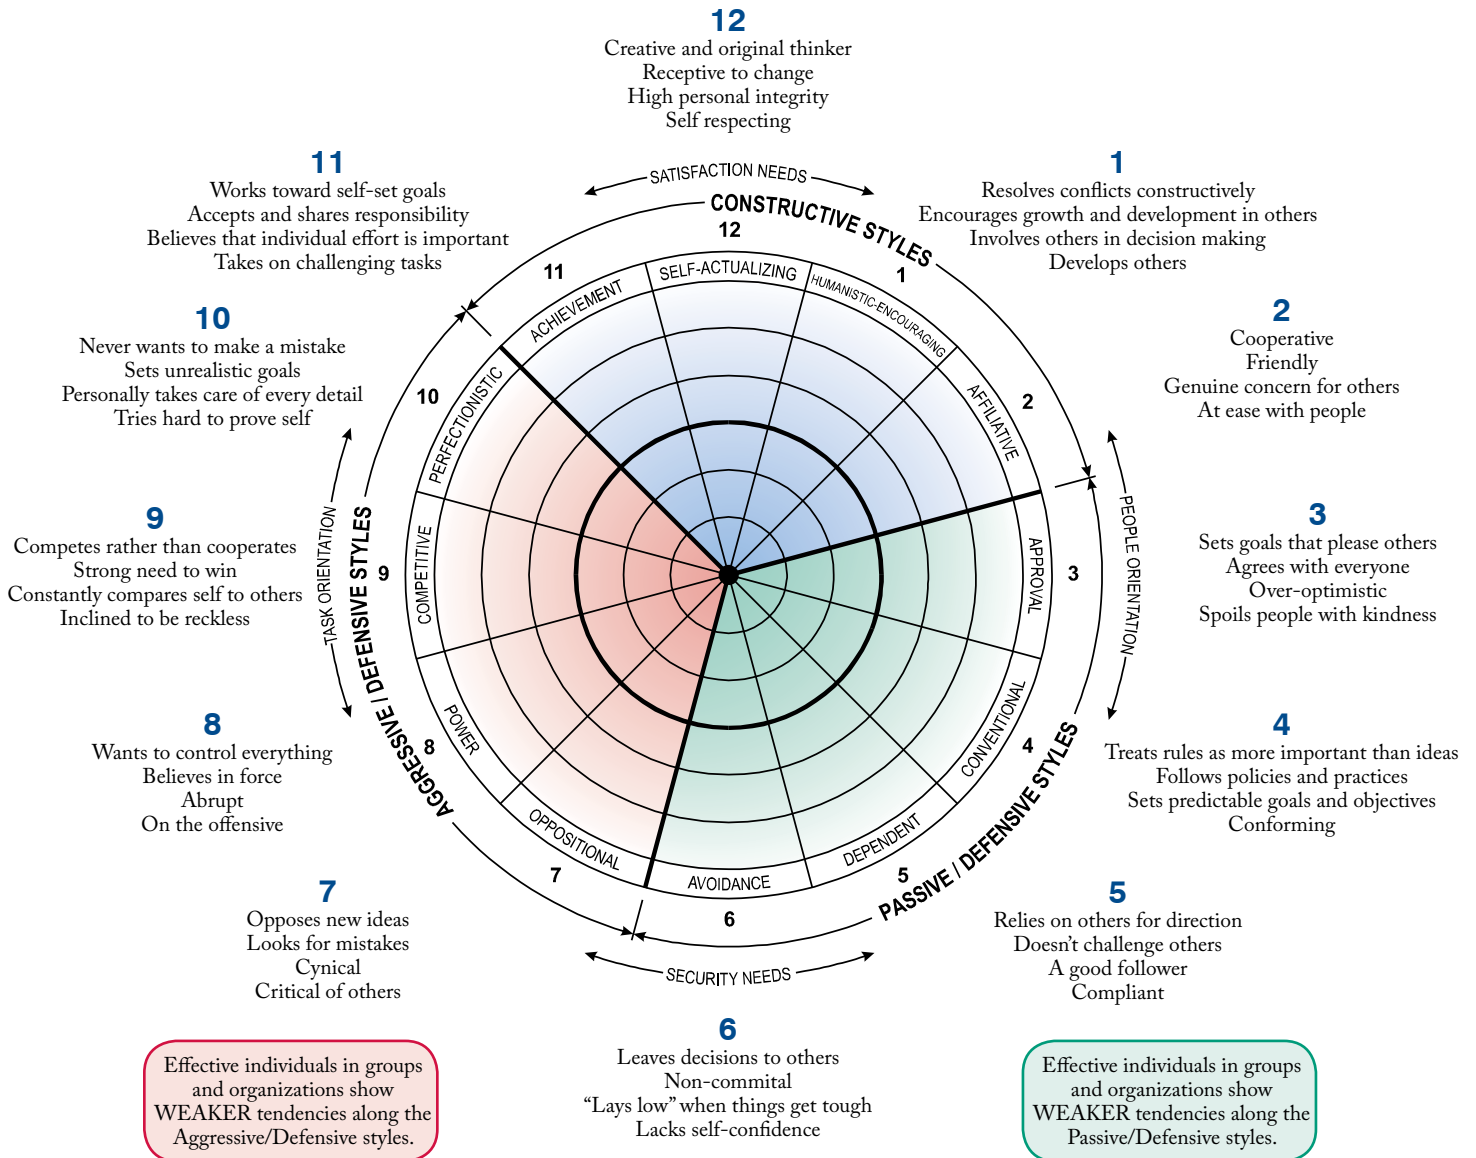 12
Creative and original thinker
Receptive to change
High personal integrity
Self respecting
11
Works toward self-set goals
Accepts and shares responsibility
Believes that individual effort is important
Takes on challenging tasks
1
Resolves conflicts constructively
Encourages growth and development in others
Involves others in decision making
Develops others
10
Never wants to make a mistake
Sets unrealistic goals
Personally takes care of every detail
Tries hard to prove self
2
Cooperative
Friendly
Genuine concern for others
At ease with people
9
Competes rather than cooperates
Strong need to win
Constantly compares self to others
Inclined to be reckless
3
Sets goals that please others
Agrees with everyone
Over-optimistic
Spoils people with kindness
8
Wants to control everything
Believes in force
Abrupt
On the offensive
4
Treats rules as more important than ideas
Follows policies and practices
Sets predictable goals and objectives
Conforming
7
Opposes new ideas
Looks for mistakes
Cynical
Critical of others
5
Relies on others for direction
Doesn't challenge others
A good follower
Compliant
6
Leaves decisions to others
Non-commital
“Lays low” when things get tough
Lacks self-confidence
SATISFACTION NEEDS
CONSTRUCTIVE STYLES
12
SELF-ACTUALIZING
1
HUMANISTIC-ENCOURAGING
2
AFFILIATIVE
PEOPLE ORIENTATION
3
APPROVAL
4
CONVENTIONAL
5
DEPENDENT
PASSIVE / DEFENSIVE STYLES
6
AVOIDANCE
SECURITY NEEDS
7
OPPOSITIONAL
8
POWER
AGGRESSIVE / DEFENSIVE STYLES
TASK ORIENTATION
9
COMPETITIVE
10
PERFECTIONISTIC
11
ACHIEVEMENT
Effective individuals in groups
and organizations show
WEAKER tendencies along the
Aggressive/Defensive styles.
Effective individuals in groups
and organizations show
WEAKER tendencies along the
Passive/Defensive styles.